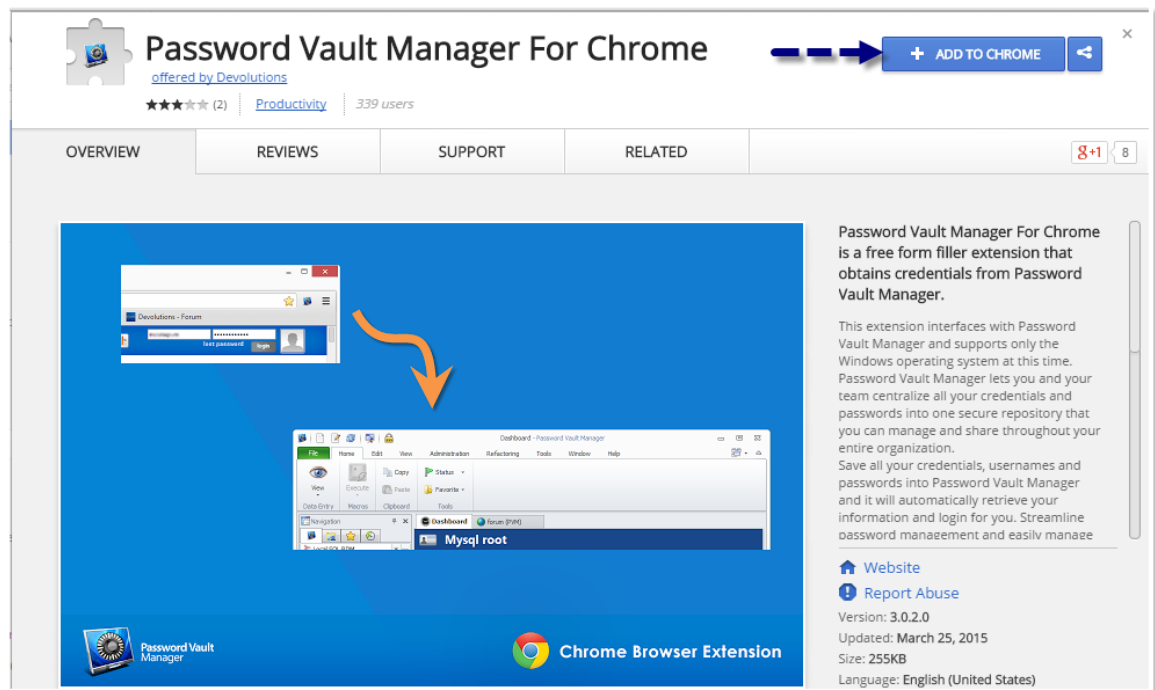 Password Vault Manager For Chrome
ADD TO CHROME
offered by Devolutions
(2) Productivity 339 users
OVERVIEW REVIEWS SUPPORT RELATED
g+1 8
Devolutions - Forum
lost password login
Dashboard - Password Vault Manager
File Home Edit View Administration Refactoring Tools Window Help
View Execute Copy Paste Status Favorite
Data Entry Macros Clipboard Tools
Navigation Dashboard forum (PVM)
Mysql root
Password Vault
Manager
Chrome Browser Extension
Password Vault Manager For Chrome
is a free form filler extension that
obtains credentials from Password
Vault Manager.
This extension interfaces with Password
Vault Manager and supports only the
Windows operating system at this time.
Password Vault Manager lets you and your
team centralize all your credentials and
passwords into one secure repository that
you can manage and share throughout your
entire organization.
Save all your credentials, usernames and
passwords into Password Vault Manager
and it will automatically retrieve your
information and login for you. Streamline
password management and easily manage
Website
Report Abuse
Version: 3.0.2.0
Updated: March 25, 2015
Size: 255KB
Language: English (United States)